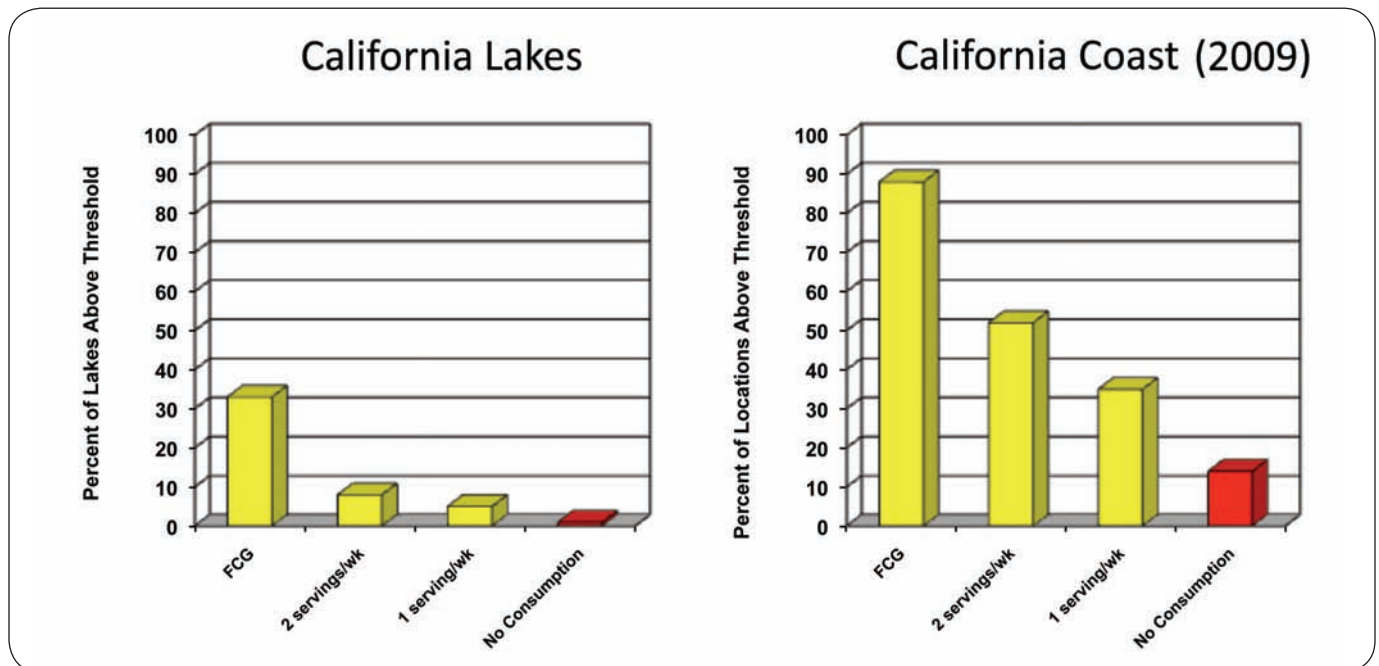 California Lakes
Percent of Lakes Above Threshold
100
90
80
70
60
50
40
30
20
10
0
FCG
2 servings/wk
1 serving/wk
No Consumption
California Coast (2009)
Percent of Locations Above Threshold
100
90
80
70
60
50
40
30
20
10
0
FCG
2 servings/wk
1 serving/wk
No Consumption